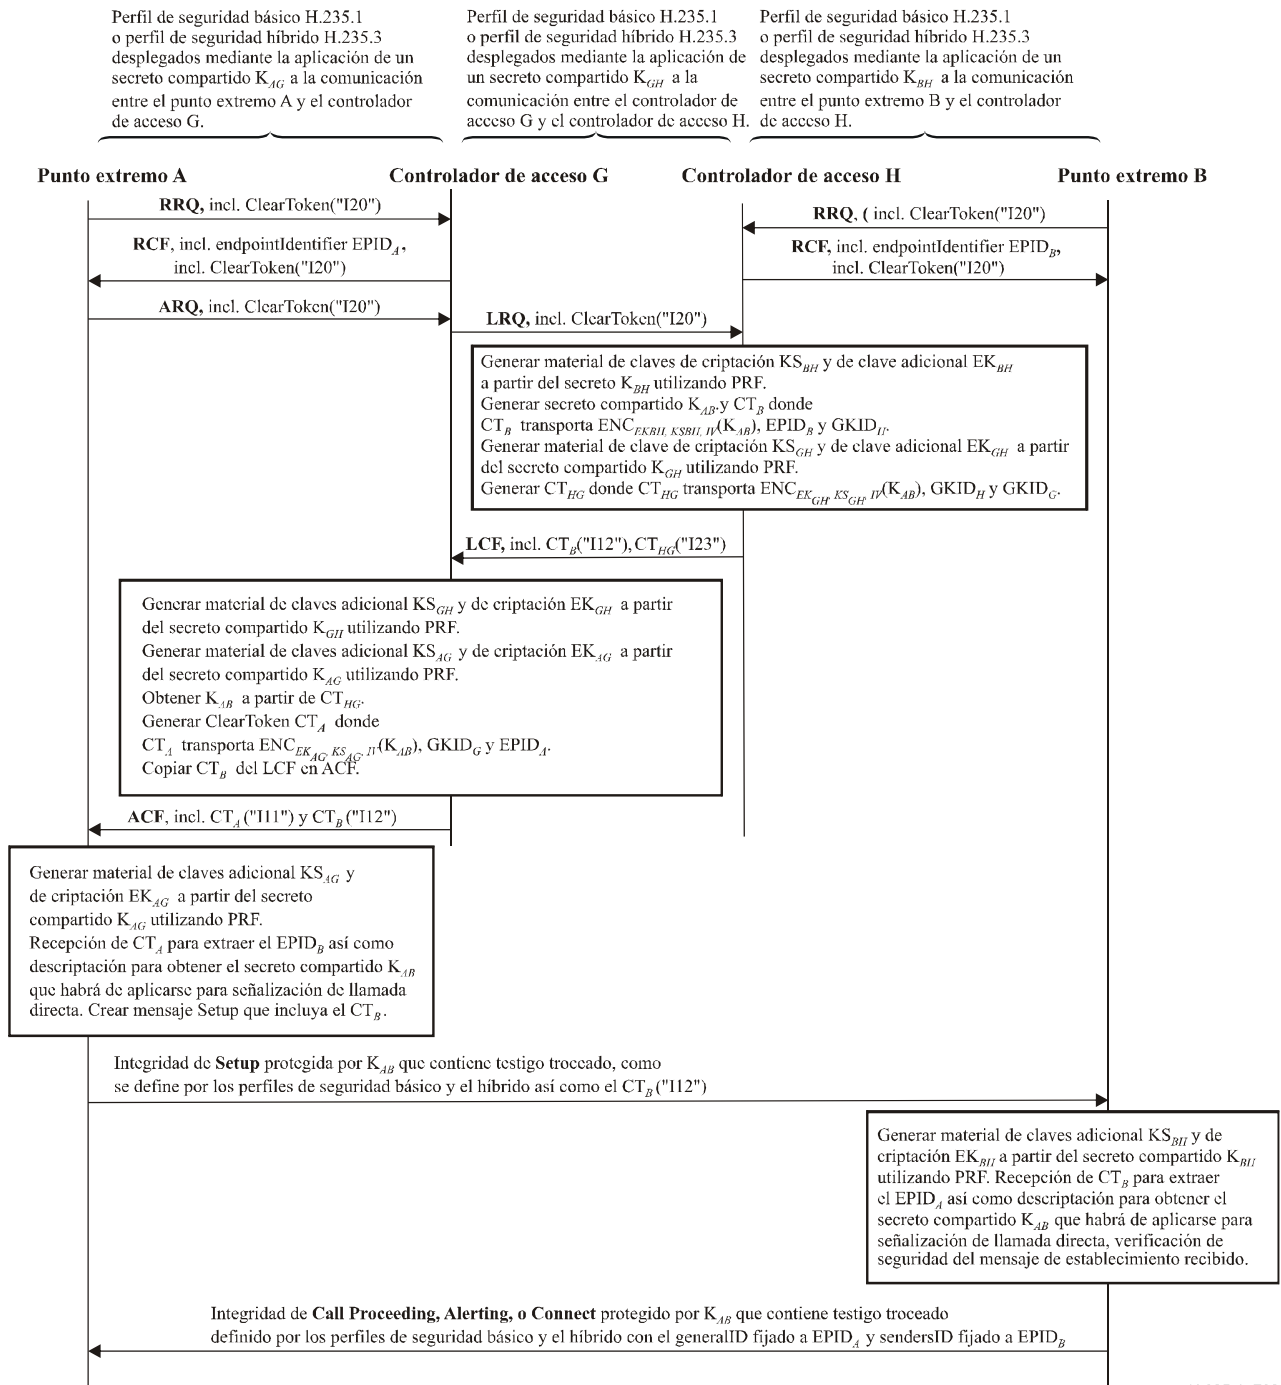 Perfil de seguridad básico H.235.1
o perfil de seguridad híbrido H.235.3
desplegados mediante la aplicación de un
secreto compartido K_AG a la comunicación
entre el punto extremo A y el controlador
de acceso G.
Perfil de seguridad básico H.235.1
o perfil de seguridad híbrido H.235.3
desplegados mediante la aplicación de
un secreto compartido K_GH a la
comunicación entre el controlador de
acceso G y el controlador de acceso H.
Perfil de seguridad básico H.235.1
o perfil de seguridad híbrido H.235.3
desplegados mediante la aplicación de un
secreto compartido K_BH a la comunicación
entre el punto extremo B y el controlador
de acceso H.
Punto extremo A
Controlador de acceso G
Controlador de acceso H
Punto extremo B
RRQ, incl. ClearToken("I20")
RRQ, ( incl. ClearToken("I20")
RCF, incl. endpointIdentifier EPID_A,
incl. ClearToken("I20")
RCF, incl. endpointIdentifier EPID_B,
incl. ClearToken("I20")
ARQ, incl. ClearToken("I20")
LRQ, incl. ClearToken("I20")
Generar material de claves de criptación KS_BH y de clave adicional EK_BH
a partir del secreto K_BH utilizando PRF.
Generar secreto compartido K_AB.y CT_B donde
CT_B transporta ENC_EKBH, KSBH, IV(K_AB), EPID_B y GKID_H.
Generar material de clave de criptación KS_GH y de clave adicional EK_GH a partir
del secreto compartido K_GH utilizando PRF.
Generar CT_HG donde CT_HG transporta ENC_EK_GH, KS_GH, IV(K_AB), GKID_H y GKID_G.
LCF, incl. CT_B("I12"), CT_HG("I23")
Generar material de claves adicional KS_GH y de criptación EK_GH a partir
del secreto compartido K_GH utilizando PRF.
Generar material de claves adicional KS_AG y de criptación EK_AG a partir
del secreto compartido K_AG utilizando PRF.
Obtener K_AB a partir de CT_HG.
Generar ClearToken CT_A donde
CT_A transporta ENC_EK_AG, KS_AG, IV(K_AB), GKID_G y EPID_A.
Copiar CT_B del LCF en ACF.
ACF, incl. CT_A("I11") y CT_B("I12")
Generar material de claves adicional KS_AG y
de criptación EK_AG a partir del secreto
compartido K_AG utilizando PRF.
Recepción de CT_A para extraer el EPID_B así como
descriptación para obtener el secreto compartido K_AB
que habrá de aplicarse para señalización de llamada
directa. Crear mensaje Setup que incluya el CT_B.
Integridad de Setup protegida por K_AB que contiene testigo troceado, como
se define por los perfiles de seguridad básico y el híbrido así como el CT_B("I12")
Generar material de claves adicional KS_BH y de
criptación EK_BH a partir del secreto compartido K_BH
utilizando PRF. Recepción de CT_B para extraer
el EPID_A así como descriptación para obtener el
secreto compartido K_AB que habrá de aplicarse para
señalización de llamada directa, verificación de
seguridad del mensaje de establecimiento recibido.
Integridad de Call Proceeding, Alerting, o Connect protegido por K_AB que contiene testigo troceado
definido por los perfiles de seguridad básico y el híbrido con el generalID fijado a EPID_A y sendersID fijado a EPID_B